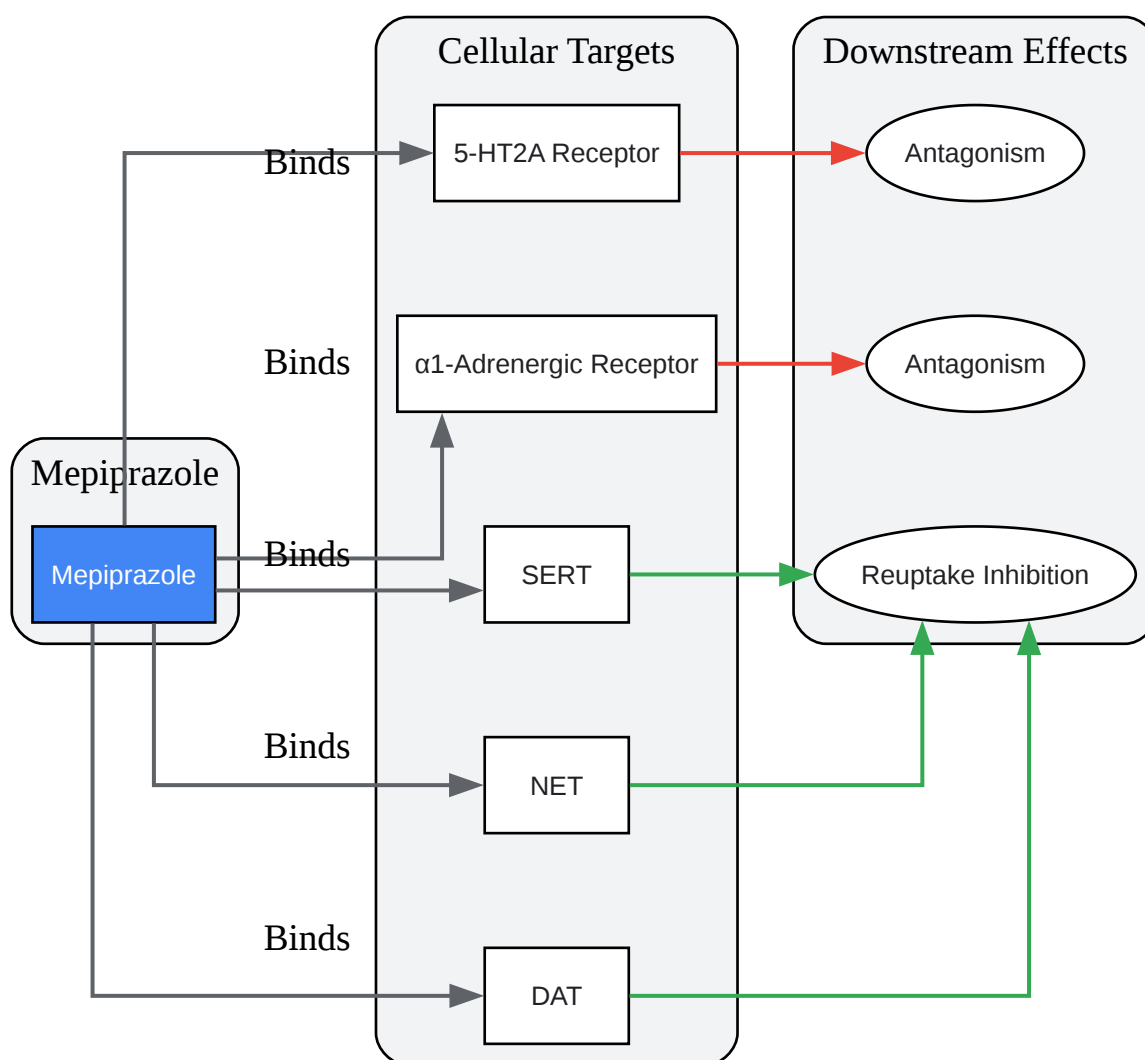 Cellular Targets
Downstream Effects
Binds
5-HT2A Receptor
Antagonism
Binds
α1-Adrenergic Receptor
Antagonism
Mepiprazole
Mepiprazole
Binds
SERT
Reuptake Inhibition
Binds
NET
Binds
DAT